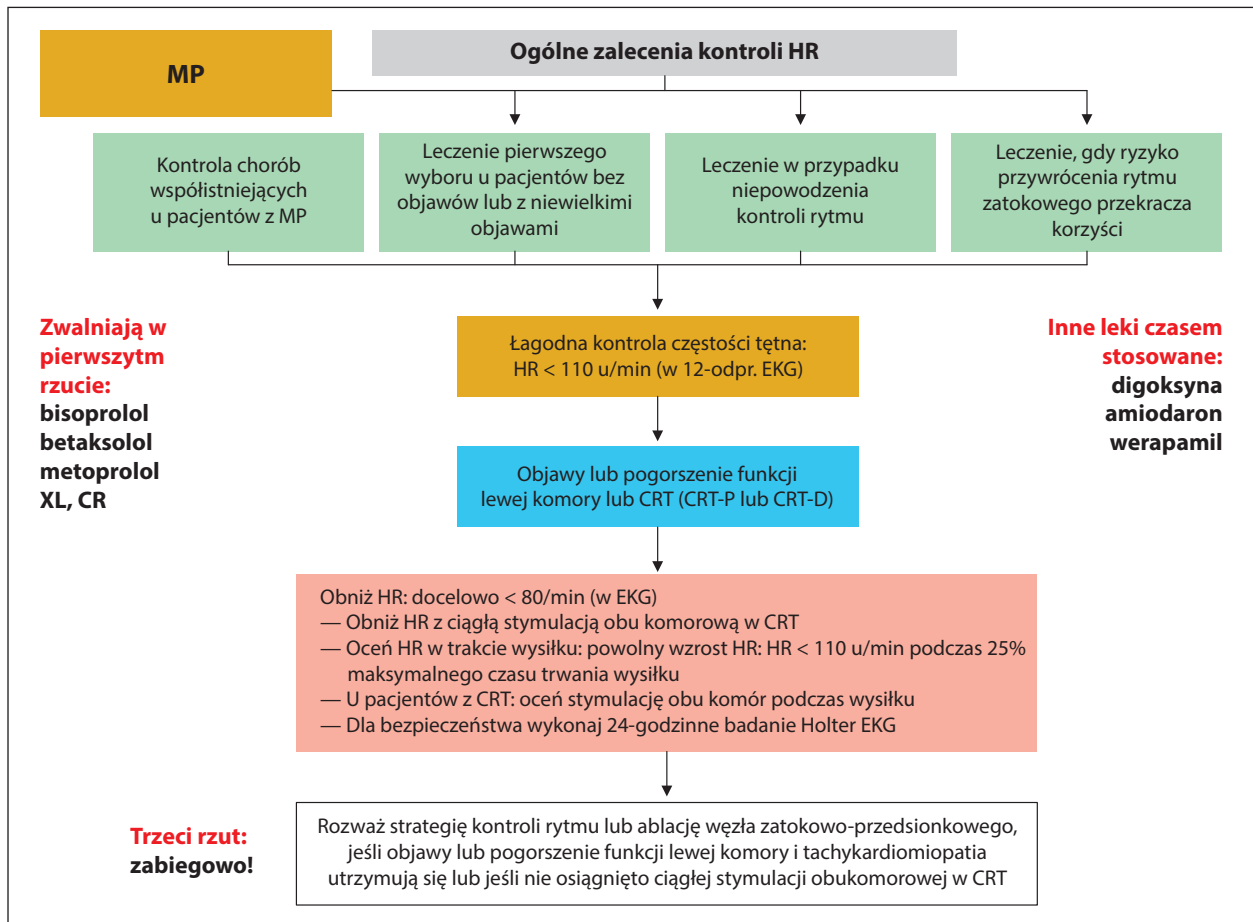 MP
Ogólne zalecenia kontroli HR
Kontrola chorób
współistniejących
u pacjentów z MP
Leczenie pierwszego
wyboru u pacjentów bez
objawów lub z niewielkimi
objawami
Leczenie w przypadku
niepowodzenia
kontroli rytmu
Leczenie, gdy ryzyko
przywrócenia rytmu
zatokowego przekracza
korzyści
Zwalniają w
pierwszytm
rzucie:
bisoprolol
betaksolol
metoprolol
XL, CR
Łagodna kontrola częstości tętna:
HR < 110 u/min (w 12-odpr. EKG)
Inne leki czasem
stosowane:
digoksyna
amiodaron
werapamil
Objawy lub pogorszenie funkcji
lewej komory lub CRT (CRT-P lub CRT-D)
Obniż HR: docelowo < 80/min (w EKG)
— Obniż HR z ciągłą stymulacją obu komorową w CRT
— Oceń HR w trakcie wysiłku: powolny wzrost HR: HR < 110 u/min podczas 25%
maksymalnego czasu trwania wysiłku
— U pacjentów z CRT: oceń stymulację obu komór podczas wysiłku
— Dla bezpieczeństwa wykonaj 24-godzinne badanie Holter EKG
Trzeci rzut:
zabiegowo!
Rozważ strategię kontroli rytmu lub ablację węzła zatokowo-przedsionkowego,
jeśli objawy lub pogorszenie funkcji lewej komory i tachykardiomiopatia
utrzymują się lub jeśli nie osiągnięto ciągłej stymulacji obukomorowej w CRT